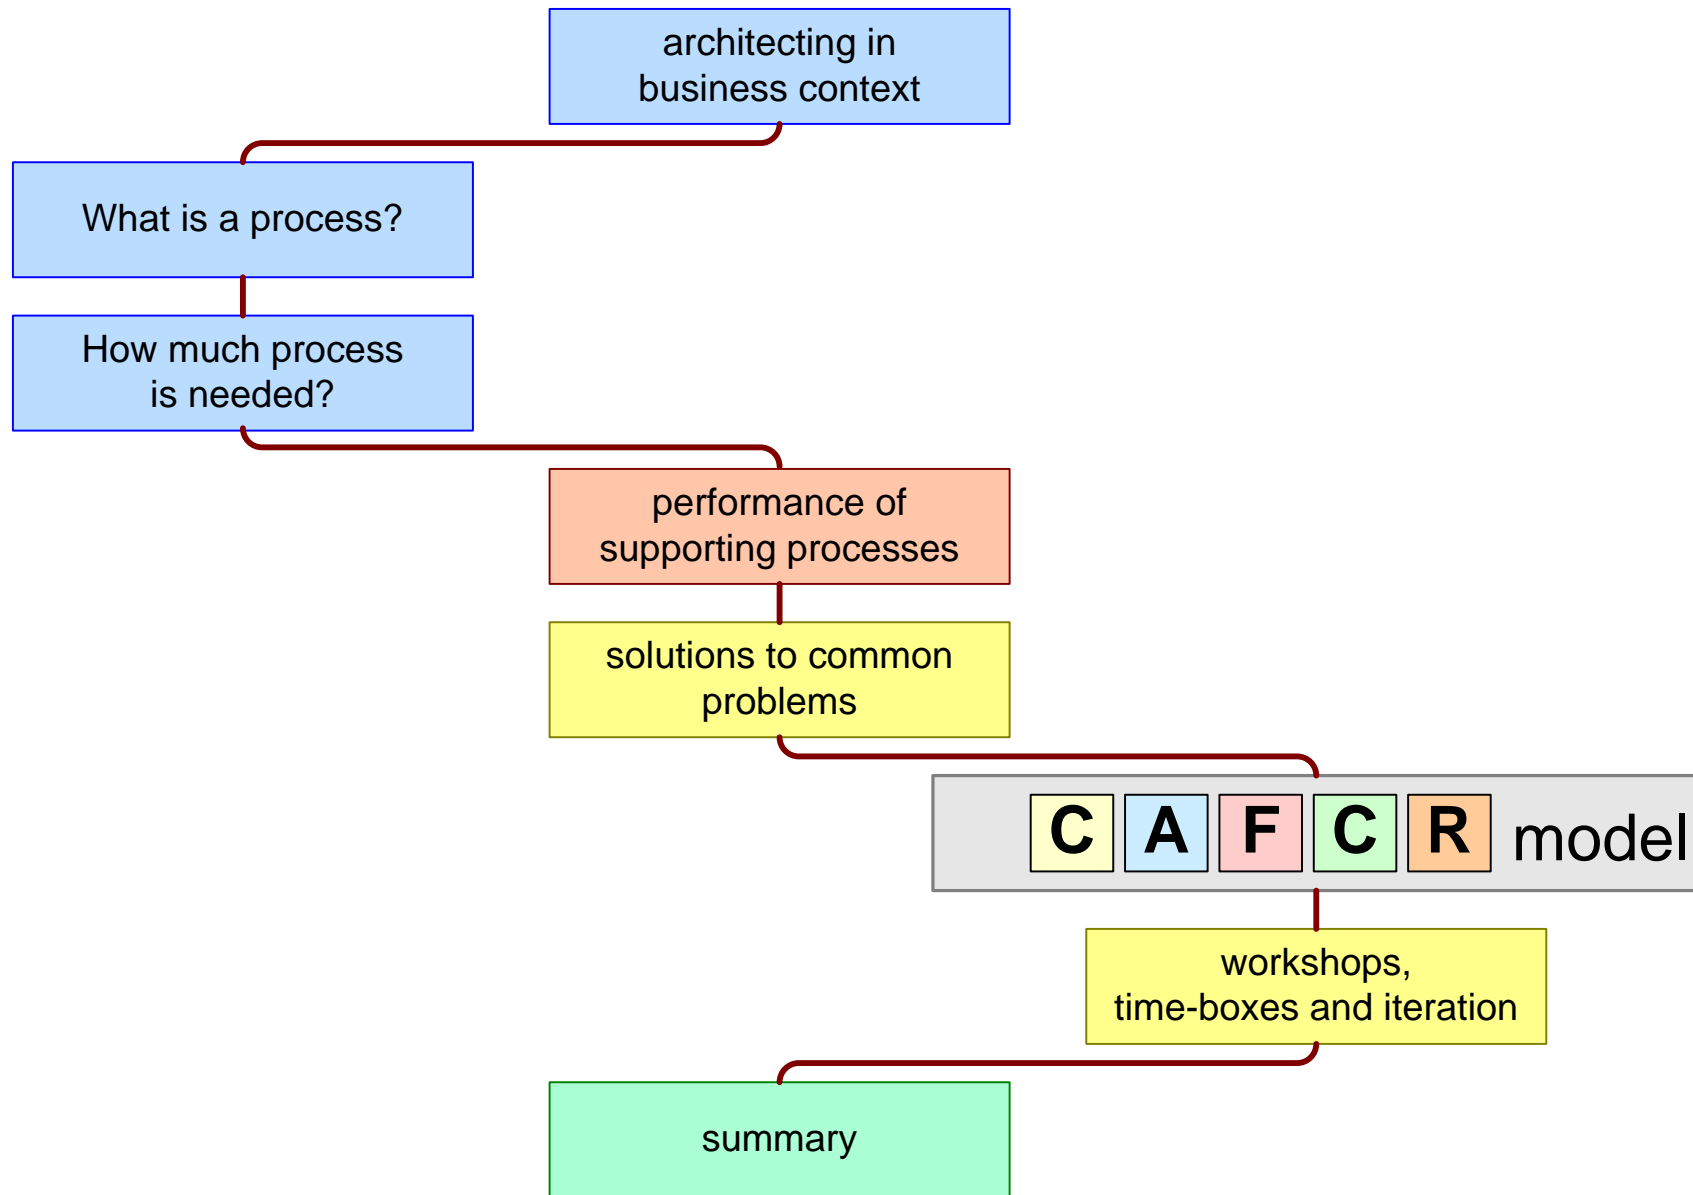 architecting in
business context
What is a process?
How much process
is needed?
performance of
supporting processes
solutions to common
problems
C A F C R model
workshops,
time-boxes and iteration
summary